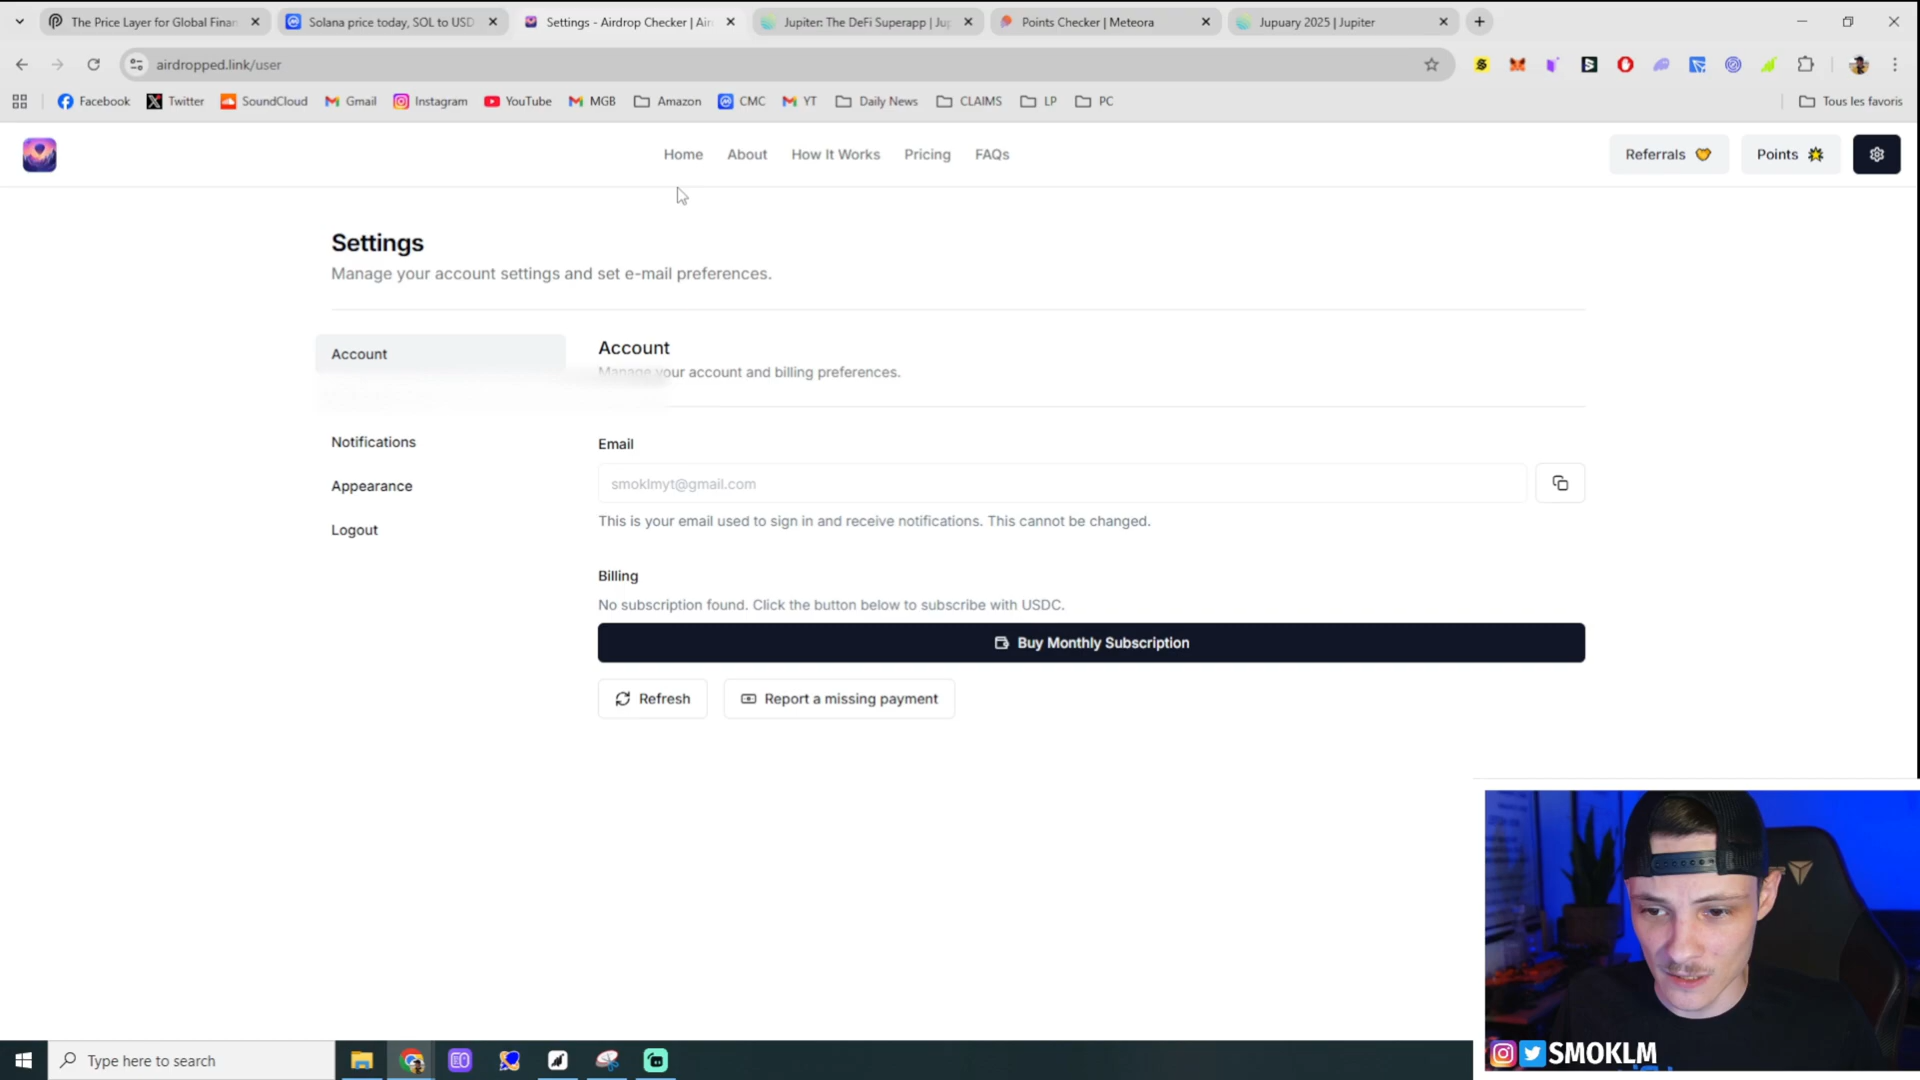 The Price Layer for Global Finan
Solana price today, SOL to USD
Settings - Airdrop Checker | Air
Jupiter: The DeFi Superapp | Jup
Points Checker | Meteora
Jupuary 2025 | Jupiter
airdropped.link/user
Facebook
Twitter
SoundCloud
Gmail
Instagram
YouTube
MGB
Amazon
CMC
YT
Daily News
CLAIMS
LP
PC
Tous les favoris
Home
About
How It Works
Pricing
FAQs
Referrals
Points
Settings
Manage your account settings and set e-mail preferences.
Account
Notifications
Appearance
Logout
Account
Manage your account and billing preferences.
Email
smoklmyt@gmail.com
This is your email used to sign in and receive notifications. This cannot be changed.
Billing
No subscription found. Click the button below to subscribe with USDC.
Buy Monthly Subscription
Refresh
Report a missing payment
SMOKLM
Type here to search